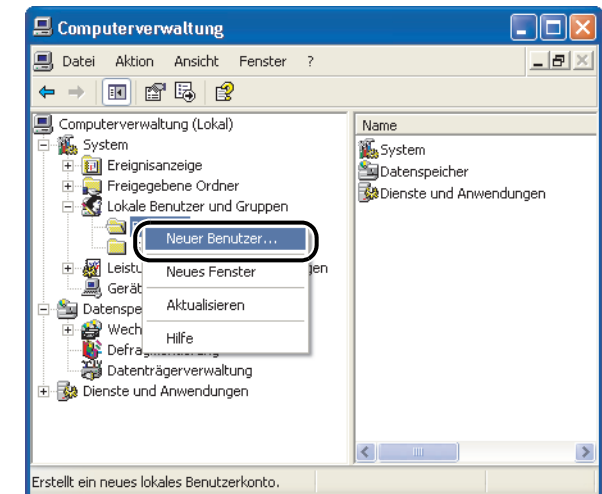 Computerverwaltung
Datei Aktion Ansicht Fenster ?
Computerverwaltung (Lokal)
System
Ereignisanzeige
Freigegebene Ordner
Lokale Benutzer und Gruppen
Neuer Benutzer...
Neues Fenster
Aktualisieren
Hilfe
Datenträgerverwaltung
Dienste und Anwendungen
Name
System
Datenspeicher
Dienste und Anwendungen
Erstellt ein neues lokales Benutzerkonto.